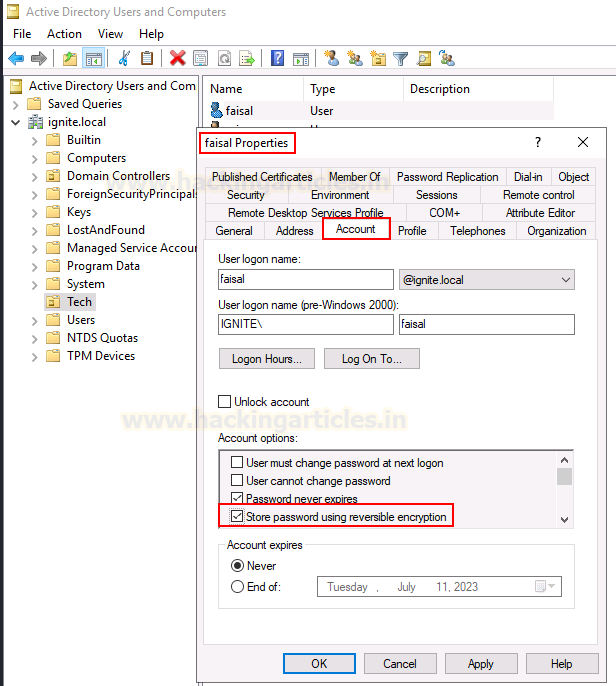 Active Directory Users and Computers
File Action View Help
Active Directory Users and Com
Saved Queries
ignite.local
Builtin
Computers
Domain Controllers
ForeignSecurityPrincipals
Keys
LostAndFound
Managed Service Accour
Program Data
System
Tech
Users
NTDS Quotas
TPM Devices
Name Type Description
faisal User
faisal Properties ?
Published Certificates Member Of Password Replication Dial-in Object
Security Environment Sessions Remote control
Remote Desktop Services Profile COM+ Attribute Editor
General Address Account Profile Telephones Organization
www.hackingarticles.in
User logon name:
faisal @ignite.local
User logon name (pre-Windows 2000):
IGNITE\ faisal
Logon Hours... Log On To...
Unlock account
www.hackingarticles.in
Account options:
User must change password at next logon
User cannot change password
Password never expires
Store password using reversible encryption
Account expires
Never
End of: Tuesday , July 11, 2023
OK Cancel Apply Help